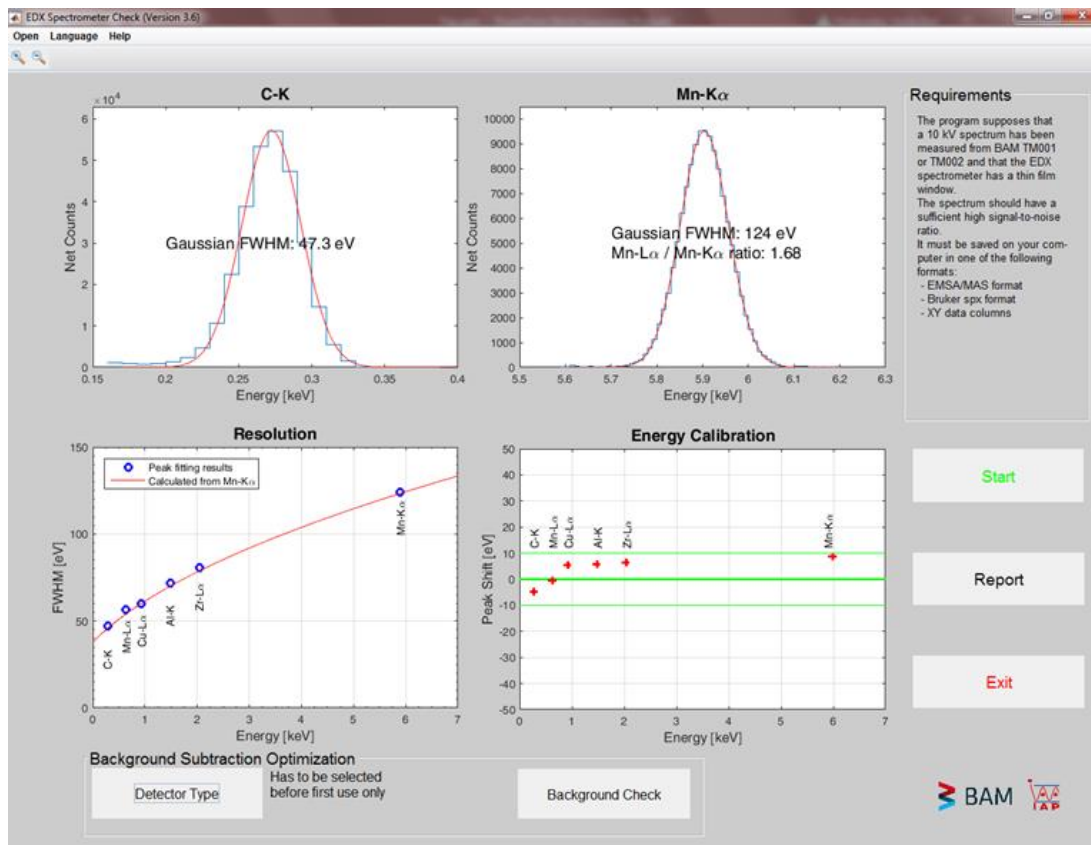 EDX Spectrometer Check (Version 3.6)
Open Language Help
C-K
×10⁴
6
5
4
3
2
1
0
Net Counts
Gaussian FWHM: 47.3 eV
0.15 0.2 0.25 0.3 0.35 0.4
Energy [keV]
Mn-Kα
10000
9000
8000
7000
6000
5000
4000
3000
2000
1000
0
Net Counts
Gaussian FWHM: 124 eV
Mn-Lα / Mn-Kα ratio: 1.68
5.5 5.6 5.7 5.8 5.9 6 6.1 6.2 6.3
Energy [keV]
Requirements
The program supposes that
a 10 kV spectrum has been
measured from BAM TM001
or TM002 and that the EDX
spectrometer has a thin film
window.
The spectrum should have a
sufficient high signal-to-noise
ratio.
It must be saved on your com-
puter in one of the following
formats:
- EMSA/MAS format
- Bruker spx format
- XY data columns
Resolution
150
100
50
0
FWHM [eV]
Peak fitting results
Calculated from Mn-Kα
C-K
Mn-Lα
Cu-Lα
Al-K
Zr-Lα
Mn-Kα
0 1 2 3 4 5 6 7
Energy [keV]
Energy Calibration
50
40
30
20
10
0
-10
-20
-30
-40
-50
Peak Shift [eV]
C-K
Mn-Lα
Cu-Lα
Al-K
Zr-Lα
Mn-Kα
0 1 2 3 4 5 6 7
Energy [keV]
Start
Report
Exit
Background Subtraction Optimization
Detector Type
Has to be selected
before first use only
Background Check
BAM
IAP